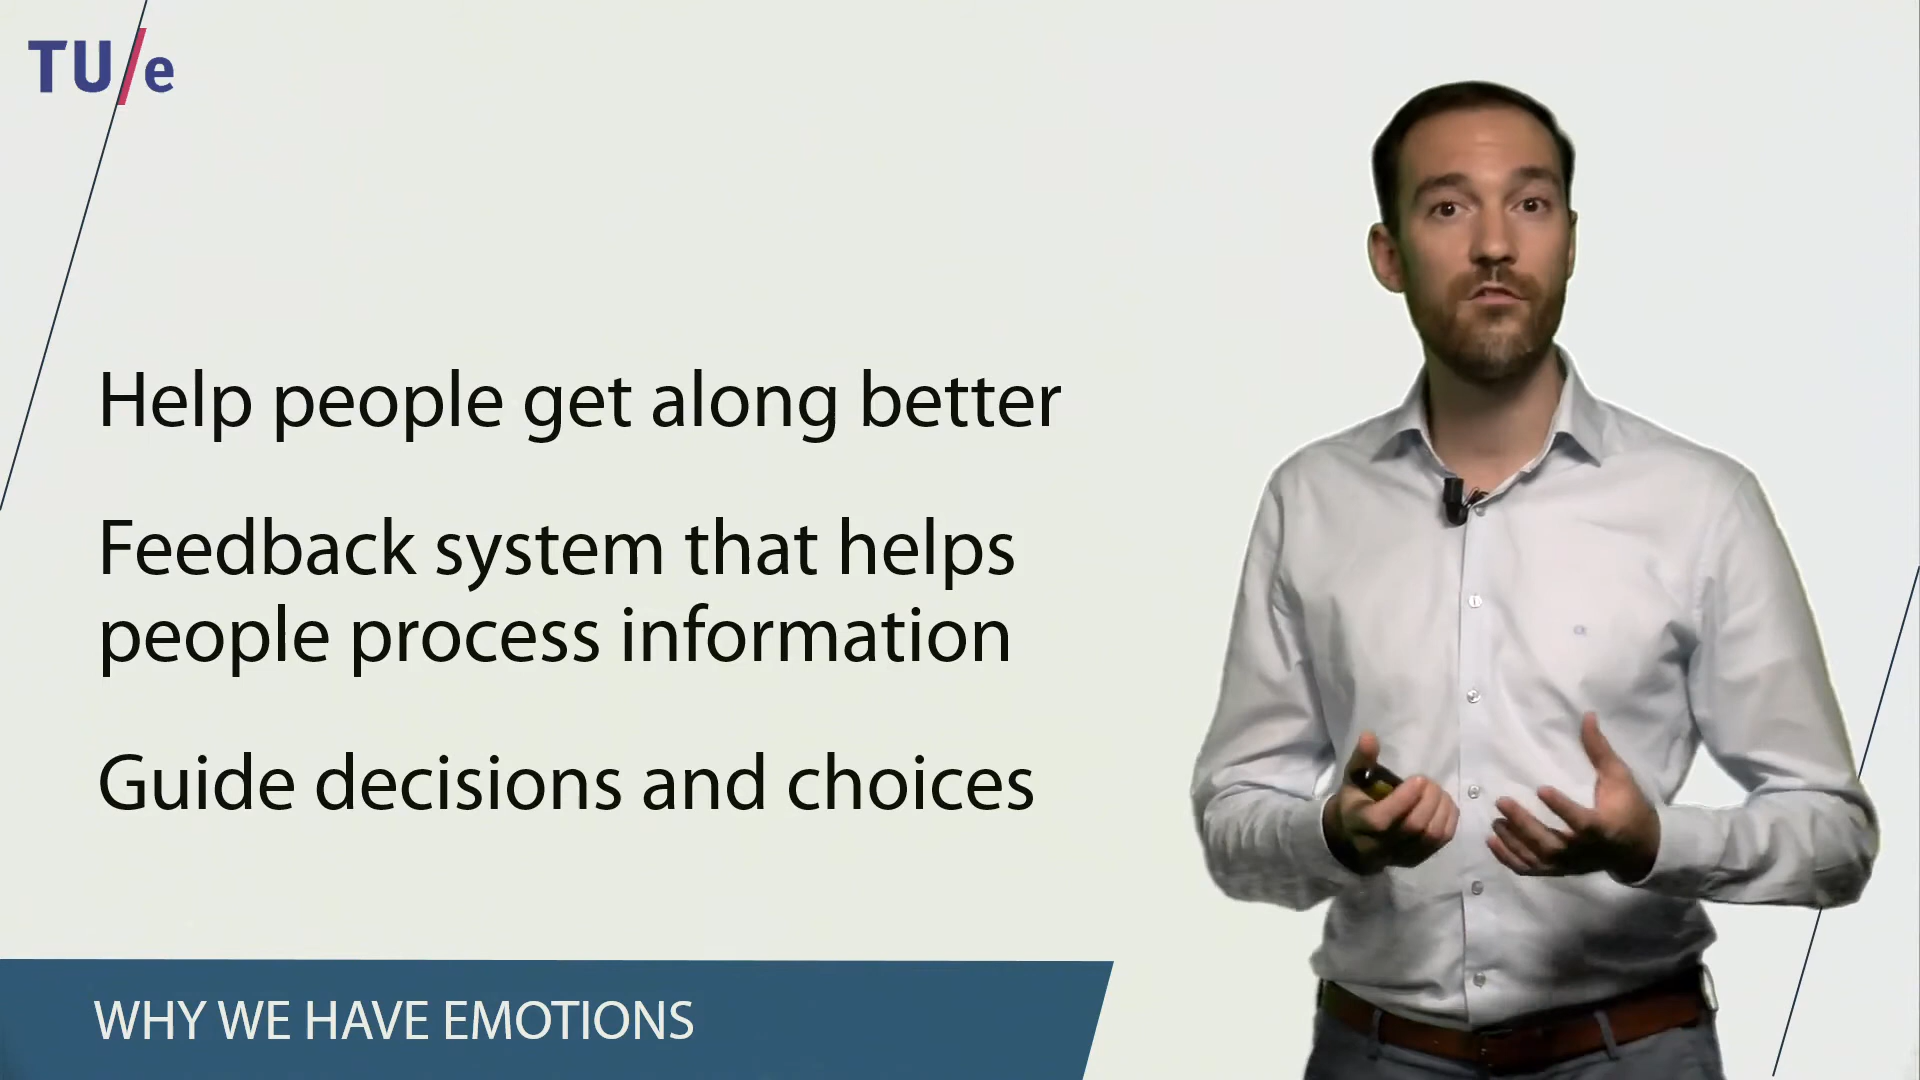 TU/e
Help people get along better
Feedback system that helps
people process information
Guide decisions and choices
WHY WE HAVE EMOTIONS